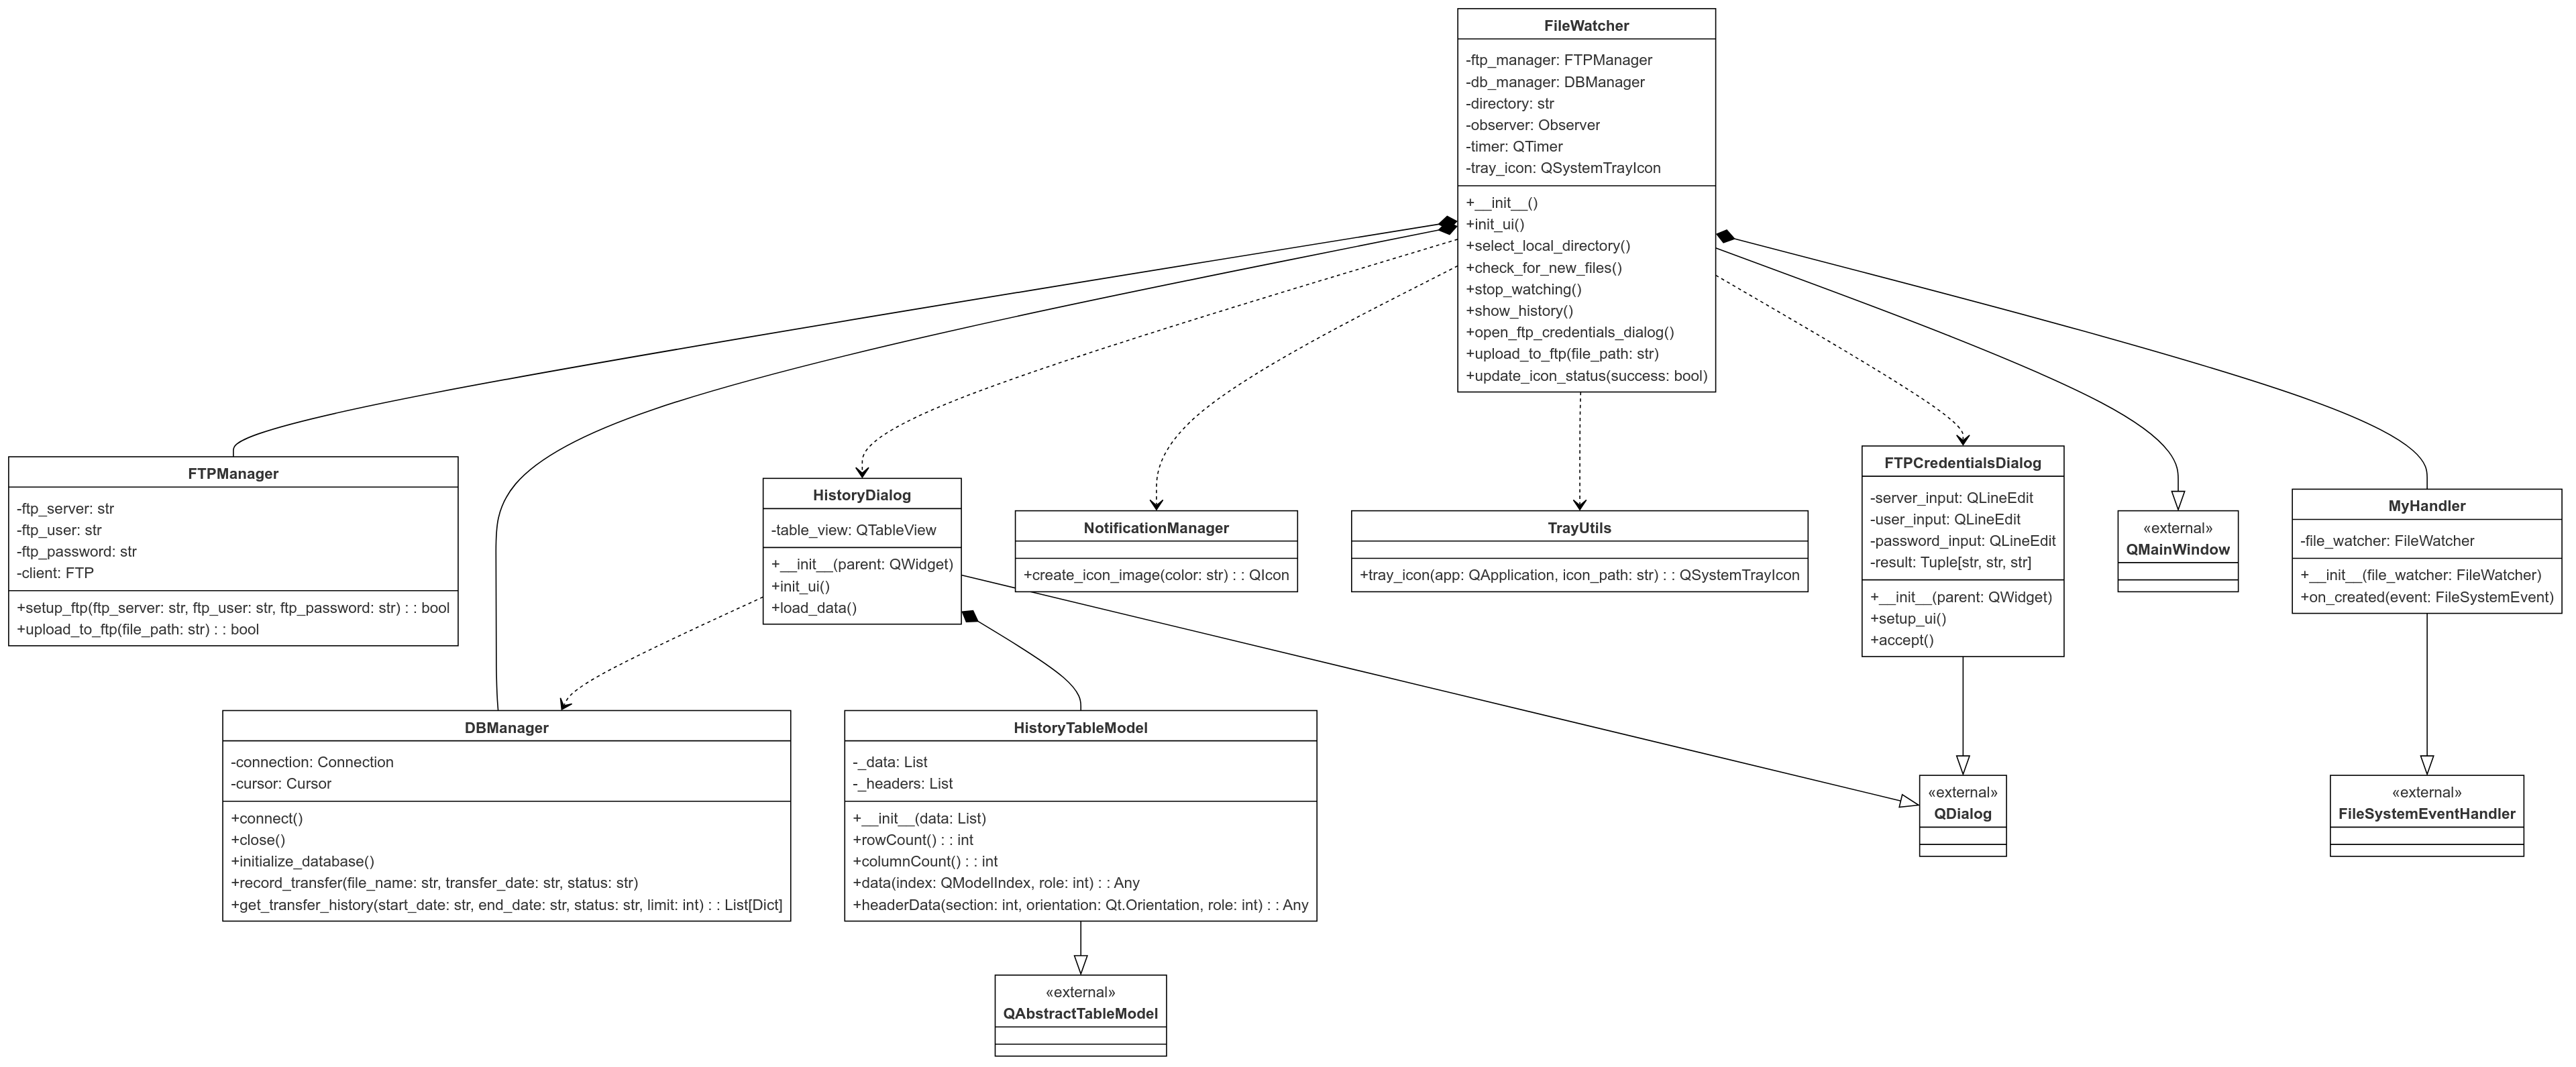 FileWatcher
-ftp_manager: FTPManager
-db_manager: DBManager
-directory: str
-observer: Observer
-timer: QTimer
-tray_icon: QSystemTrayIcon
+__init__()
+init_ui()
+select_local_directory()
+check_for_new_files()
+stop_watching()
+show_history()
+open_ftp_credentials_dialog()
+upload_to_ftp(file_path: str)
+update_icon_status(success: bool)
FTPManager
-ftp_server: str
-ftp_user: str
-ftp_password: str
-client: FTP
+setup_ftp(ftp_server: str, ftp_user: str, ftp_password: str) : : bool
+upload_to_ftp(file_path: str) : : bool
HistoryDialog
-table_view: QTableView
+__init__(parent: QWidget)
+init_ui()
+load_data()
NotificationManager
+create_icon_image(color: str) : : QIcon
TrayUtils
+tray_icon(app: QApplication, icon_path: str) : : QSystemTrayIcon
FTPCredentialsDialog
-server_input: QLineEdit
-user_input: QLineEdit
-password_input: QLineEdit
-result: Tuple[str, str, str]
+__init__(parent: QWidget)
+setup_ui()
+accept()
«external»
QMainWindow
MyHandler
-file_watcher: FileWatcher
+__init__(file_watcher: FileWatcher)
+on_created(event: FileSystemEvent)
DBManager
-connection: Connection
-cursor: Cursor
+connect()
+close()
+initialize_database()
+record_transfer(file_name: str, transfer_date: str, status: str)
+get_transfer_history(start_date: str, end_date: str, status: str, limit: int) : : List[Dict]
HistoryTableModel
-_data: List
-_headers: List
+__init__(data: List)
+rowCount() : : int
+columnCount() : : int
+data(index: QModelIndex, role: int) : : Any
+headerData(section: int, orientation: Qt.Orientation, role: int) : : Any
«external»
QDialog
«external»
FileSystemEventHandler
«external»
QAbstractTableModel